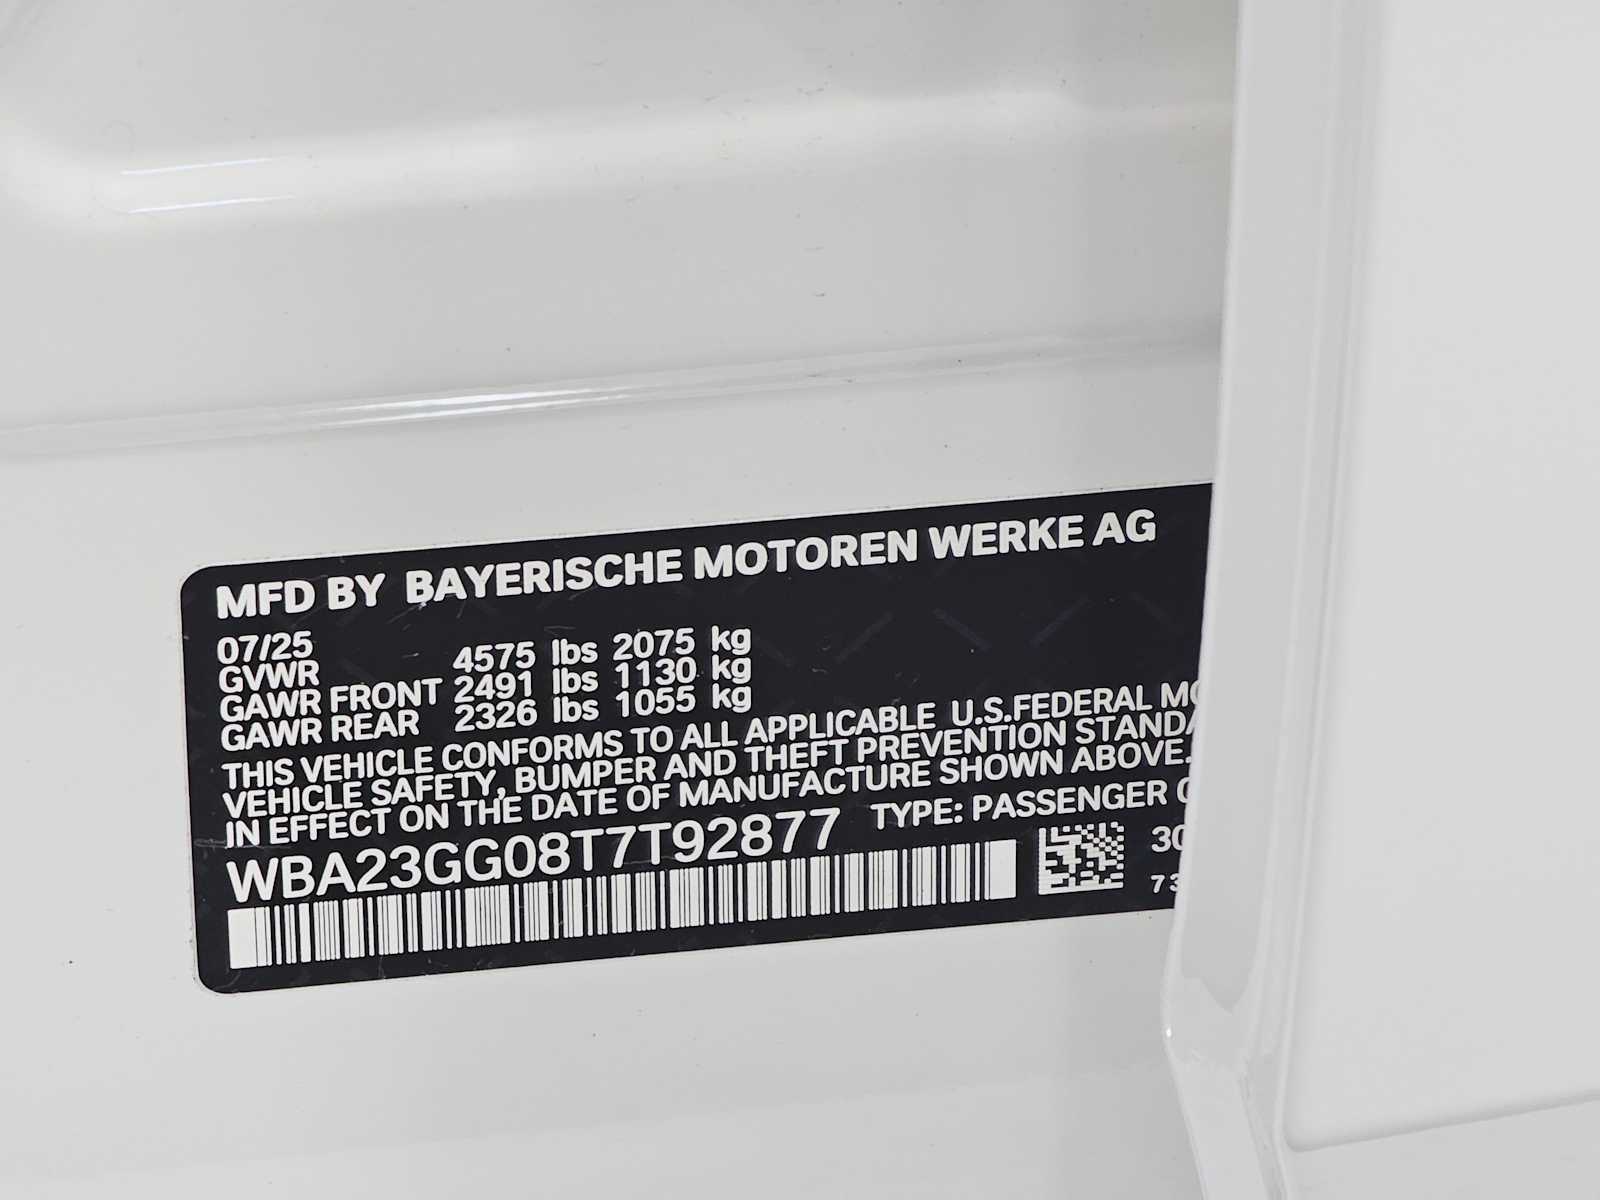 MFD BY BAYERISCHE MOTOREN WERKE AG
07/25
GVWR 4575 lbs 2075 kg
GAWR FRONT 2491 lbs 1130 kg
GAWR REAR 2326 lbs 1055 kg
THIS VEHICLE CONFORMS TO ALL APPLICABLE U.S.FEDERAL
VEHICLE SAFETY, BUMPER AND THEFT PREVENTION
IN EFFECT ON THE DATE OF MANUFACTURE SHOWN ABOVE.
WBA23GG08T7T92877 TYPE: PASSENGER